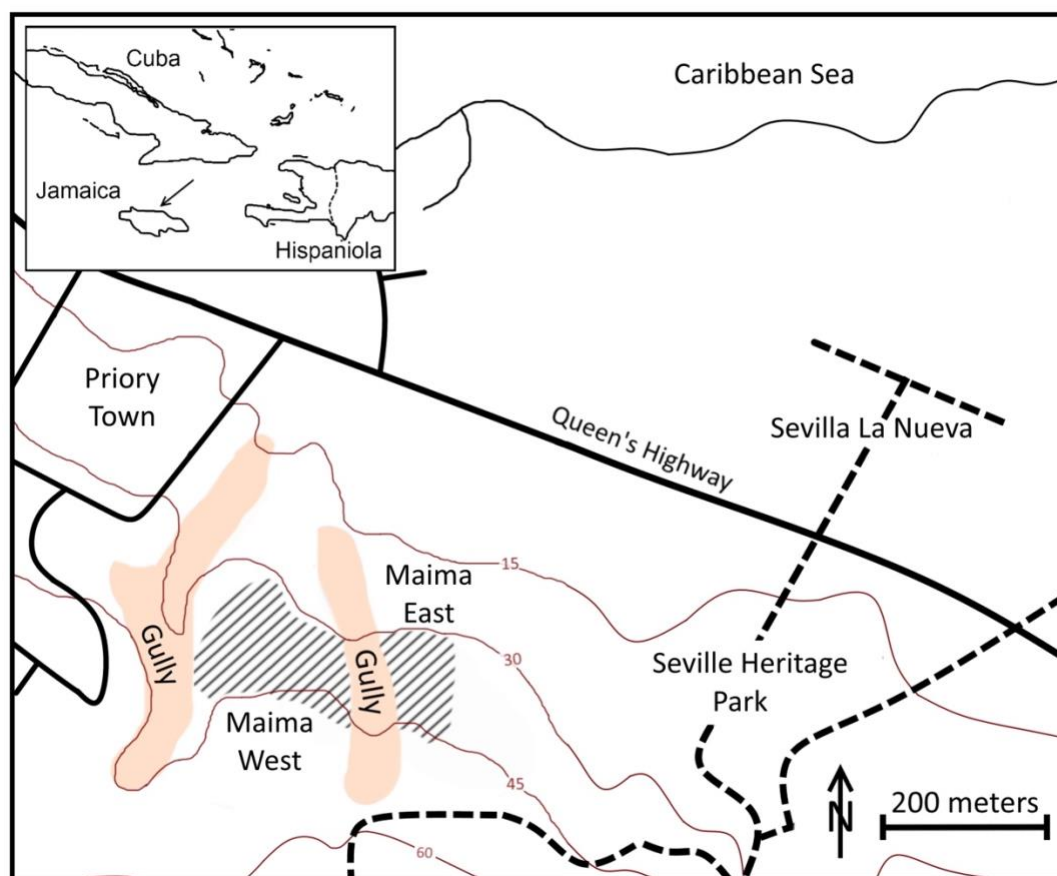 Cuba
Caribbean Sea
Jamaica
Hispaniola
Priory
Town
Queen's Highway
Sevilla La Nueva
15
Maima
East
Gully
Gully
30
Seville Heritage
Park
Maima
West
45
200 meters
N
60